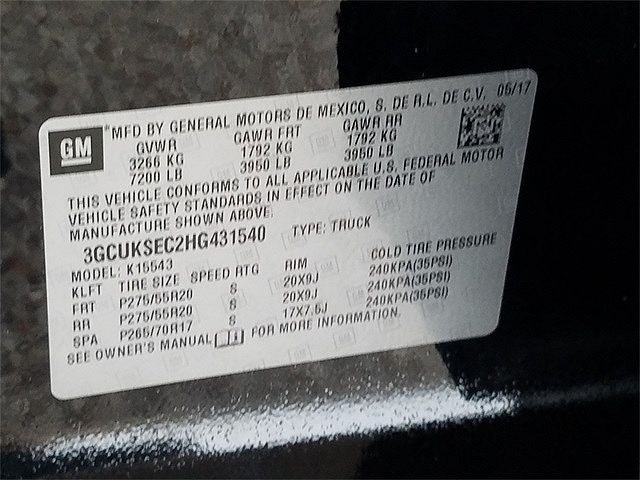 GM
"MFD BY GENERAL MOTORS DE MEXICO, S. DE R.L. DE C.V. 06/17
GVWR GAWR FRT GAWR RR
3266 KG 1792 KG 1792 KG
7200 LB 3950 LB 3950 LB
THIS VEHICLE CONFORMS TO ALL APPLICABLE U.S. FEDERAL MOTOR
VEHICLE SAFETY STANDARDS IN EFFECT ON THE DATE OF
MANUFACTURE SHOWN ABOVE.
3GCUKSEC2HG431540 TYPE: TRUCK
MODEL: K15543
KLFT TIRE SIZE SPEED RTG RIM COLD TIRE PRESSURE
FRT P275/55R20 S 20X9J 240KPA(35PSI)
RR P275/55R20 S 20X9J 240KPA(35PSI)
SPA P265/70R17 S 17X7.5J 240KPA(35PSI)
SEE OWNER'S MANUAL FOR MORE INFORMATION.